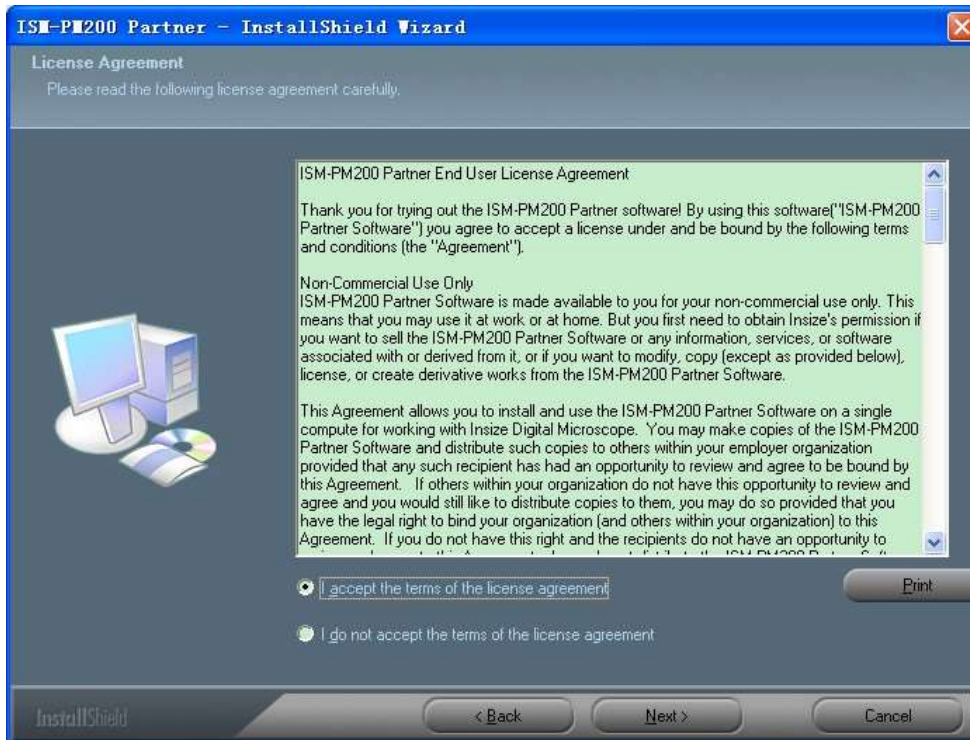 ISM-PM200 Partner - InstallShield Wizard
License Agreement
Please read the following license agreement carefully.
ISM-PM200 Partner End User License Agreement
Thank you for trying out the ISM-PM200 Partner software! By using this software("ISM-PM200
Partner Software") you agree to accept a license under and be bound by the following terms
and conditions (the "Agreement").
Non-Commercial Use Only
ISM-PM200 Partner Software is made available to you for your non-commercial use only. This
means that you may use it at work or at home. But you first need to obtain Insize's permission if
you want to sell the ISM-PM200 Partner Software or any information, services, or software
associated with or derived from it, or if you want to modify, copy (except as provided below),
license, or create derivative works from the ISM-PM200 Partner Software.
This Agreement allows you to install and use the ISM-PM200 Partner Software on a single
compute for working with Insize Digital Microscope.  You may make copies of the ISM-PM200
Partner Software and distribute such copies to others within your employer organization
provided that any such recipient has had an opportunity to review and agree to be bound by
this Agreement.   If others within your organization do not have this opportunity to review and
agree and you would still like to distribute copies to them, you may do so provided that you
have the legal right to bind your organization (and others within your organization) to this
Agreement.  If you do not have this right and the recipients do not have an opportunity to
I accept the terms of the license agreement
Print
I do not accept the terms of the license agreement
InstallShield
< Back
Next >
Cancel